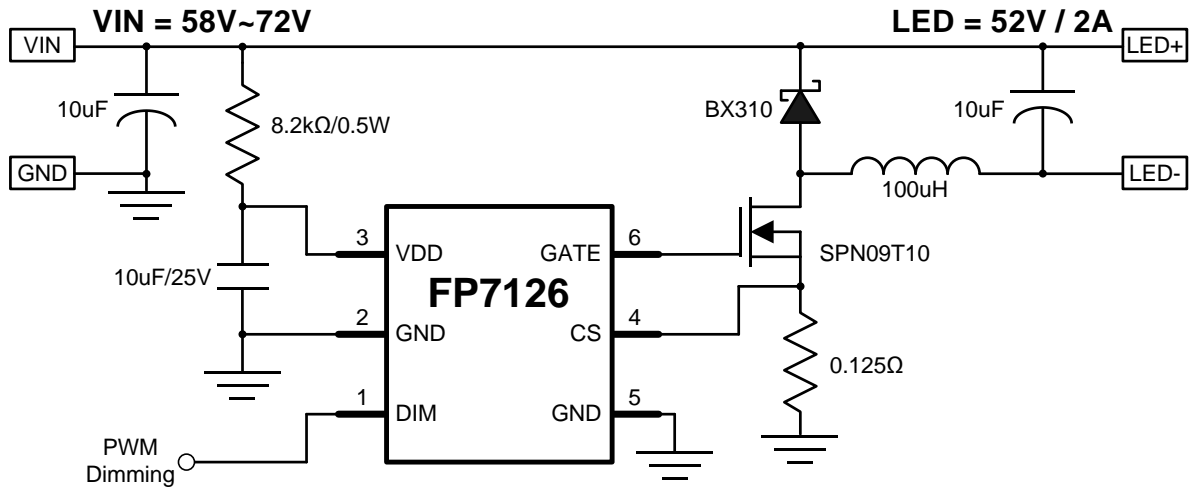 VIN = 58V~72V
LED = 52V / 2A
VIN
LED+
10uF
8.2kΩ/0.5W
BX310
10uF
GND
LED-
100uH
3
VDD
GATE
6
SPN09T10
10uF/25V
FP7126
2
GND
CS
4
0.125Ω
1
DIM
GND
5
PWM
Dimming